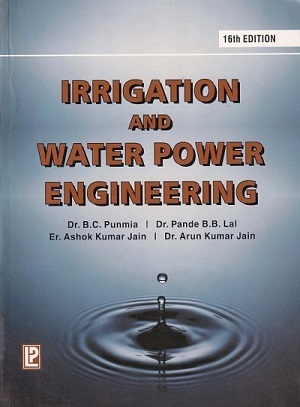 16th EDITION
IRRIGATION
AND
WATER POWER
ENGINEERING
Dr. B.C. Punmia | Dr. Pande B.B. Lal
Er. Ashok Kumar Jain | Dr. Arun Kumar Jain
LP